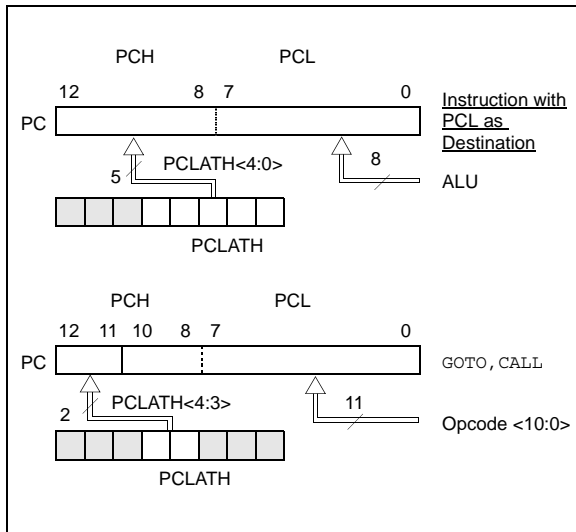 PCH PCL
12 8 7 0
PC
Instruction with
PCL as
Destination
5 PCLATH<4:0> 8
ALU
PCLATH
PCH PCL
12 11 10 8 7 0
PC GOTO, CALL
2 PCLATH<4:3> 11
Opcode <10:0>
PCLATH